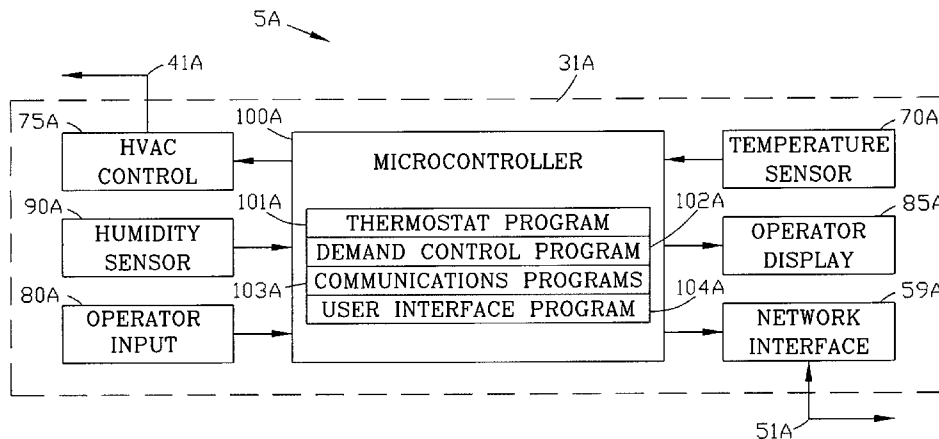 5A
41A
31A
75A
100A
70A
HVAC
CONTROL
MICROCONTROLLER
TEMPERATURE
SENSOR
90A
101A
102A
85A
HUMIDITY
SENSOR
THERMOSTAT PROGRAM
DEMAND CONTROL PROGRAM
COMMUNICATIONS PROGRAMS
USER INTERFACE PROGRAM
OPERATOR
DISPLAY
80A
103A
104A
59A
OPERATOR
INPUT
NETWORK
INTERFACE
51A